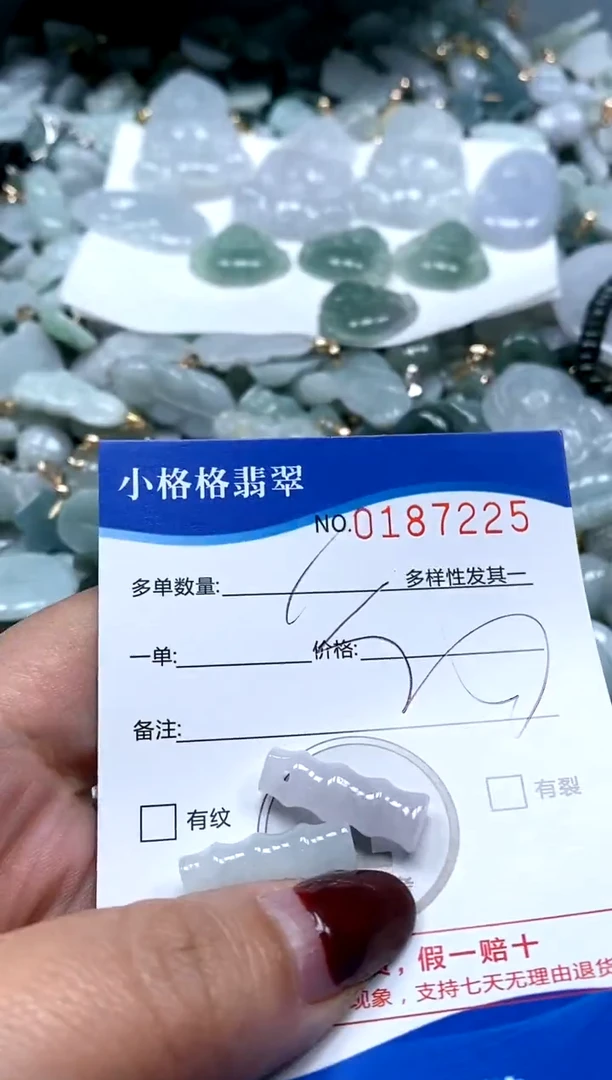 小格格翡翠
NO.0187225
多单数量: 多样性发其一
一单: 价格:
备注:
有纹 有裂
，假一赔十
现象，支持七天无理由退货